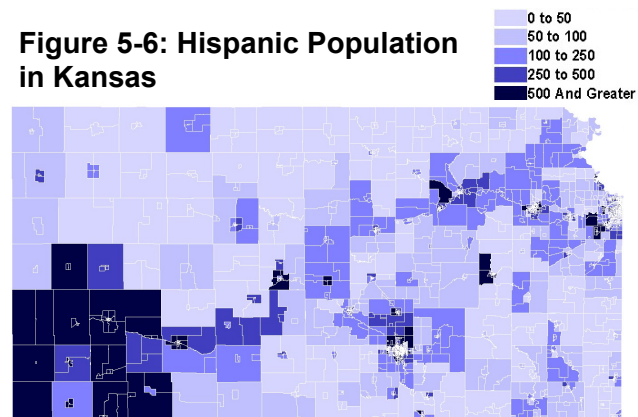 Figure 5-6: Hispanic Population
in Kansas
0 to 50
50 to 100
100 to 250
250 to 500
500 And Greater